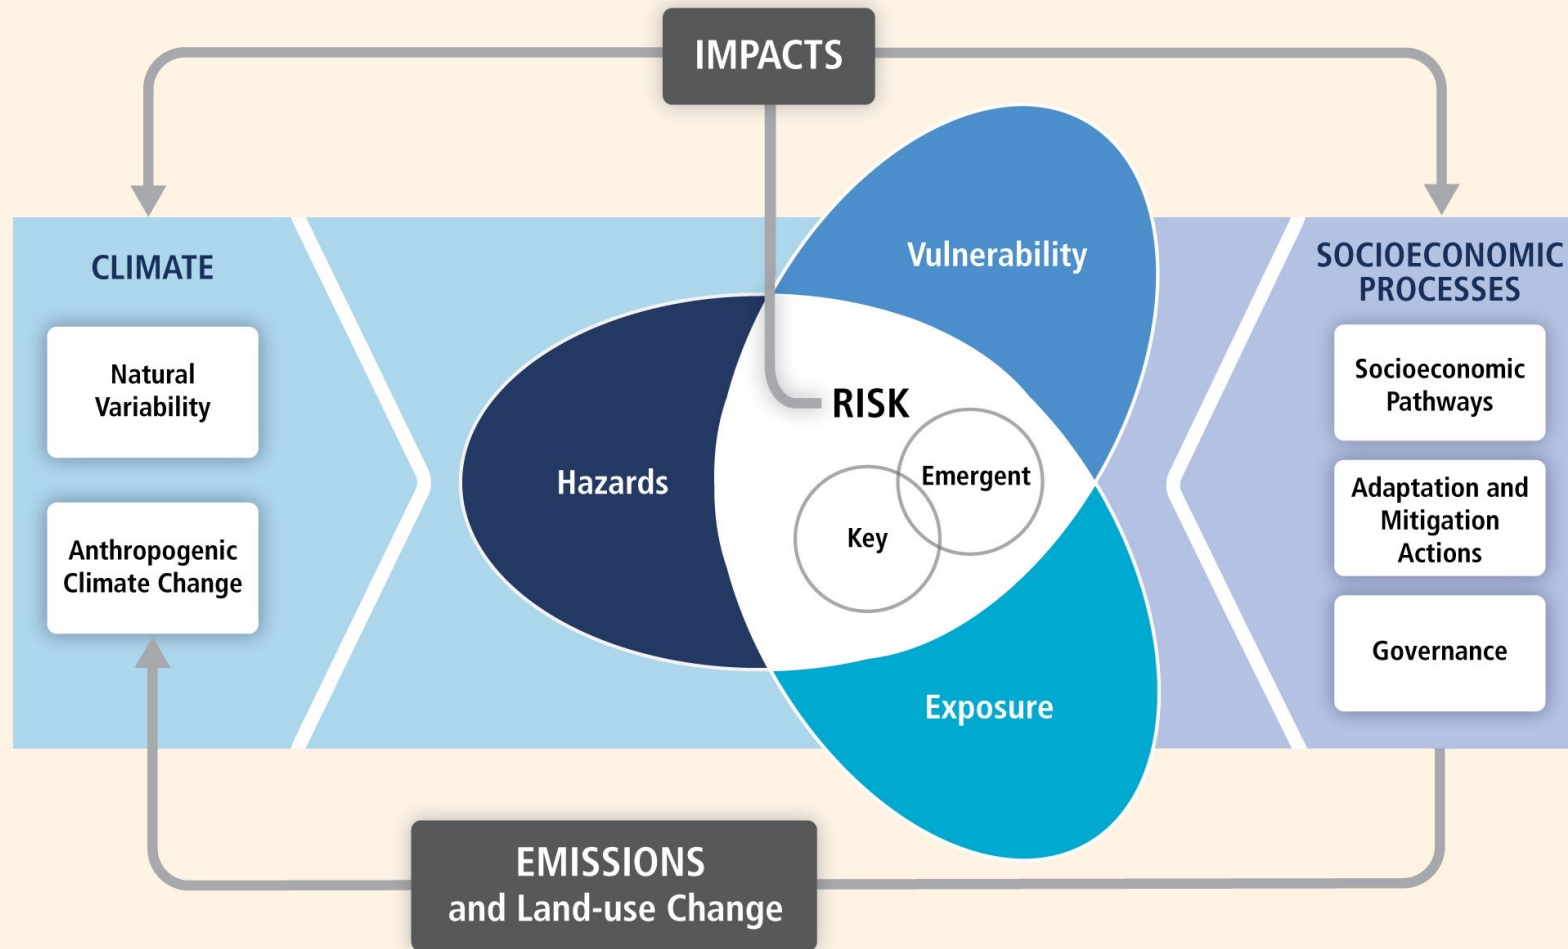 IMPACTS
CLIMATE
Natural
Variability
Anthropogenic
Climate Change
Vulnerability
Hazards
RISK
Emergent
Key
Exposure
SOCIOECONOMIC
PROCESSES
Socioeconomic
Pathways
Adaptation and
Mitigation
Actions
Governance
EMISSIONS
and Land-use Change